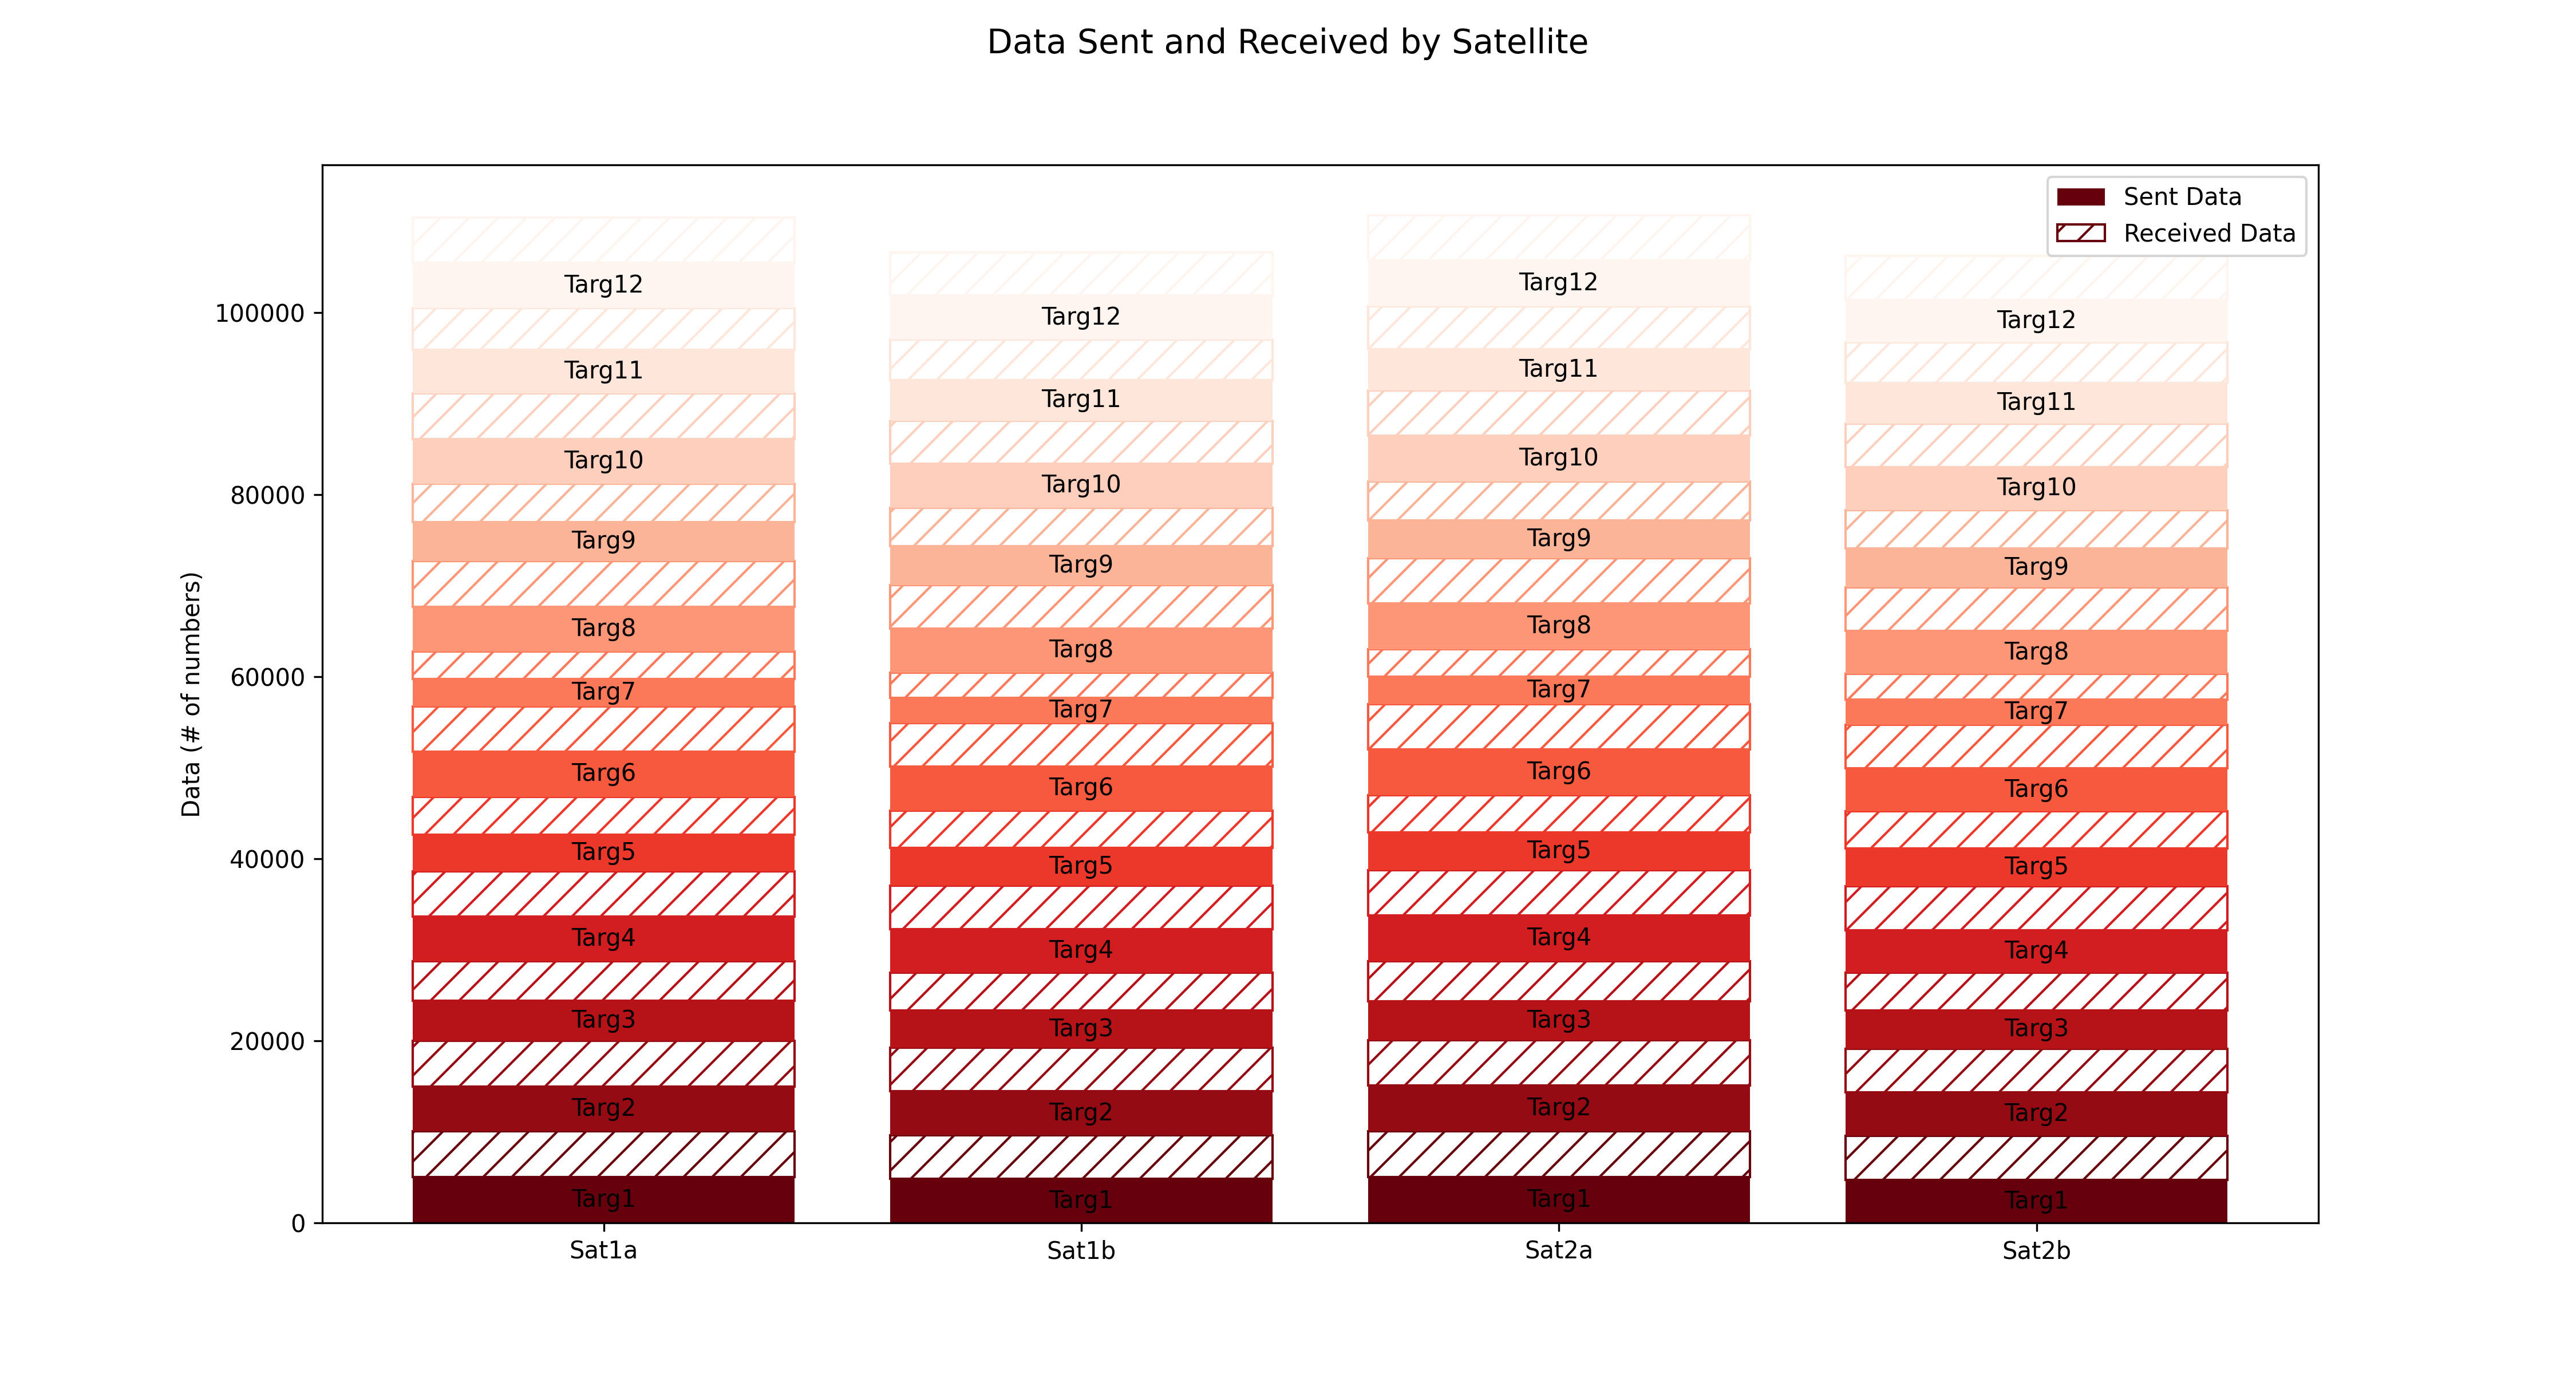 Data Sent and Received by Satellite
Sent Data
Received Data
Data (# of numbers)
100000
80000
60000
40000
20000
0
Targ12
Targ11
Targ10
Targ9
Targ8
Targ7
Targ6
Targ5
Targ4
Targ3
Targ2
Targ1
Targ12
Targ11
Targ10
Targ9
Targ8
Targ7
Targ6
Targ5
Targ4
Targ3
Targ2
Targ1
Targ12
Targ11
Targ10
Targ9
Targ8
Targ7
Targ6
Targ5
Targ4
Targ3
Targ2
Targ1
Targ12
Targ11
Targ10
Targ9
Targ8
Targ7
Targ6
Targ5
Targ4
Targ3
Targ2
Targ1
Sat1a
Sat1b
Sat2a
Sat2b